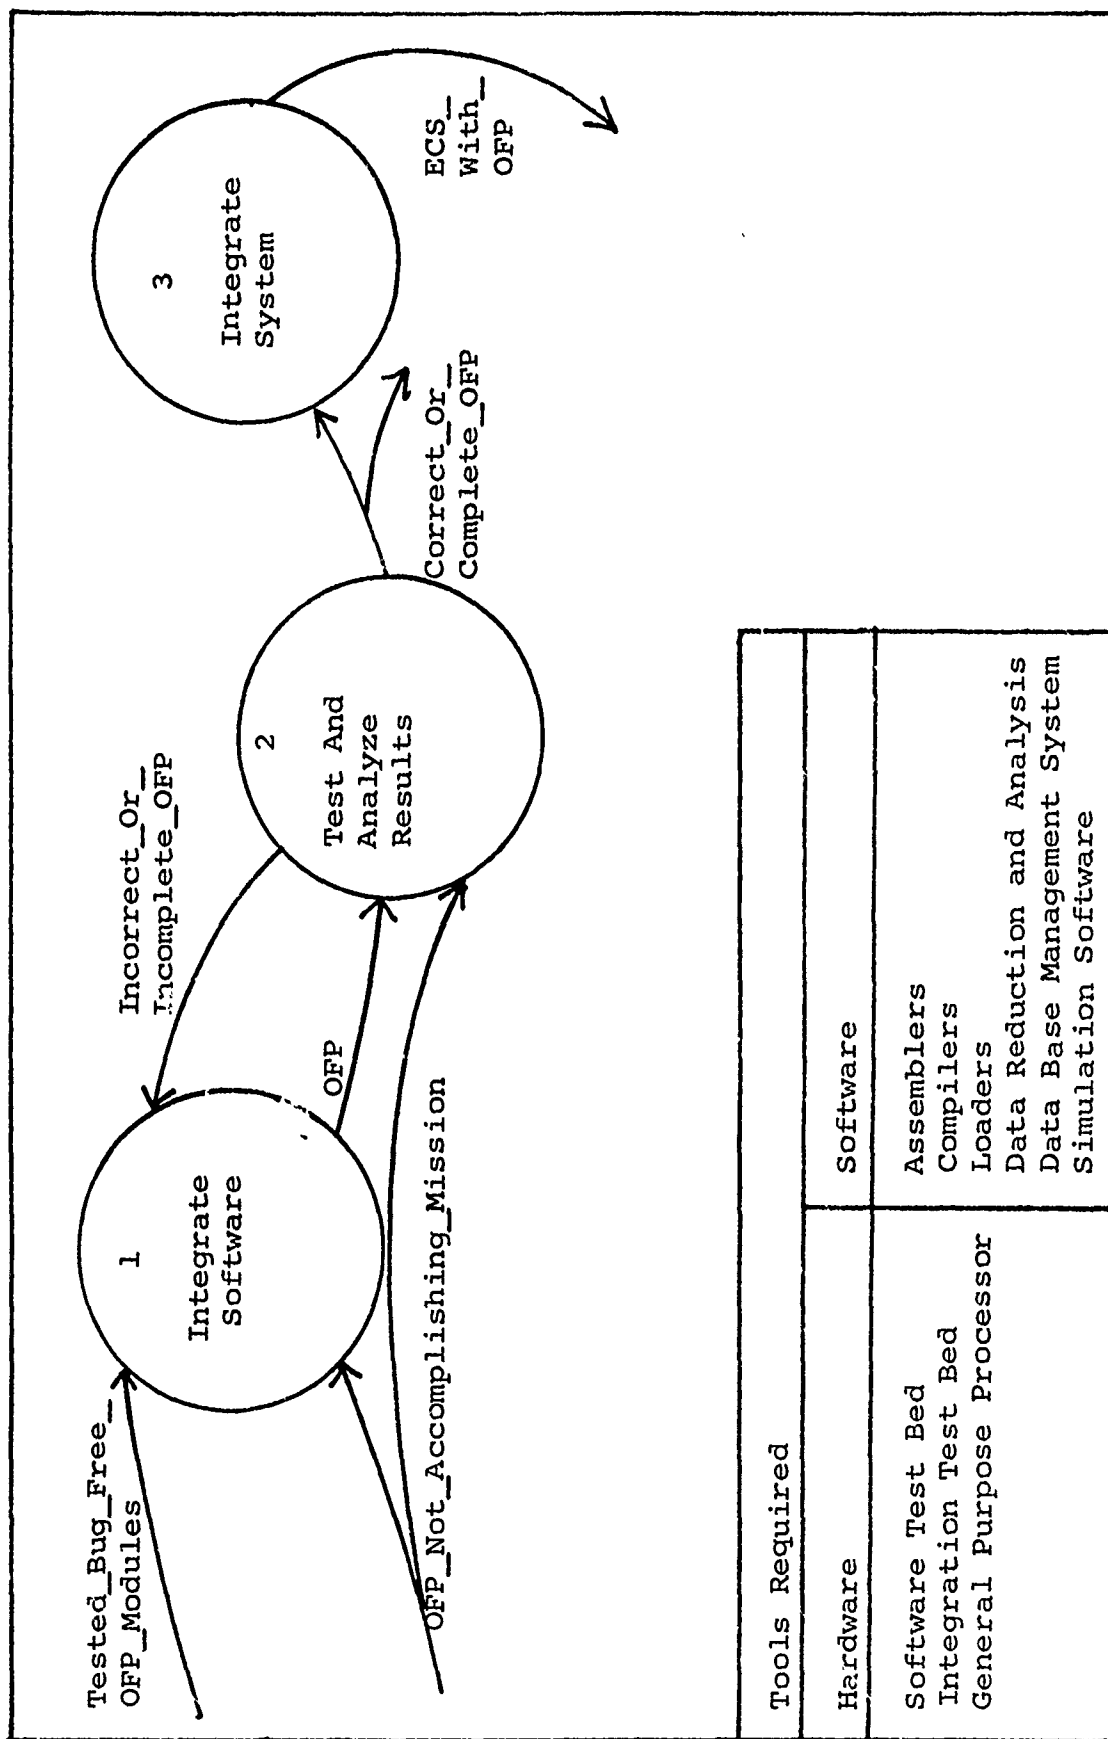 Tested_Bug_Free_
OFP_Modules
1
Integrate
Software
OFP_Not_Accomplishing_Mission
OFP
Incorrect_Or_
Incomplete_OFP
2
Test And
Analyze
Results
Correct_Or_
Complete_OFP
3
Integrate
System
ECS_
With_
OFP
Tools Required
Hardware
Software
Software Test Bed
Integration Test Bed
General Purpose Processor
Assemblers
Compilers
Loaders
Data Reduction and Analysis
Data Base Management System
Simulation Software